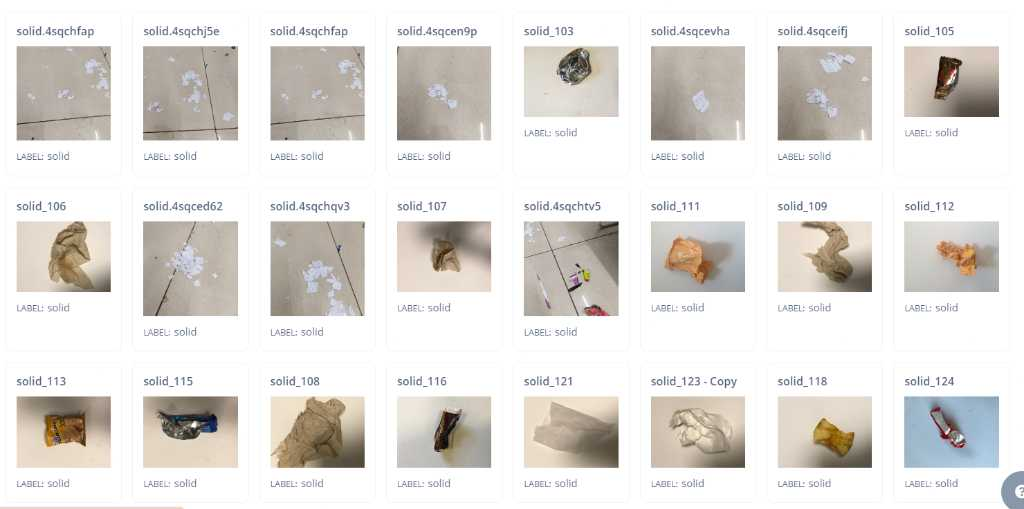 solid.4sqchfap
solid.4sqchj5e
solid.4sqchfap
solid.4sqcen9p
solid_103
solid.4sqcevha
solid.4sqceifj
solid_105
LABEL: solid
LABEL: solid
LABEL: solid
LABEL: solid
LABEL: solid
LABEL: solid
LABEL: solid
LABEL: solid
solid_106
solid.4sqced62
solid.4sqchqv3
solid_107
solid.4sqchtv5
solid_111
solid_109
solid_112
LABEL: solid
LABEL: solid
LABEL: solid
LABEL: solid
LABEL: solid
LABEL: solid
LABEL: solid
LABEL: solid
solid_113
solid_115
solid_108
solid_116
solid_121
solid_123 - Copy
solid_118
solid_124
LABEL: solid
LABEL: solid
LABEL: solid
LABEL: solid
LABEL: solid
LABEL: solid
LABEL: solid
LABEL: solid
?